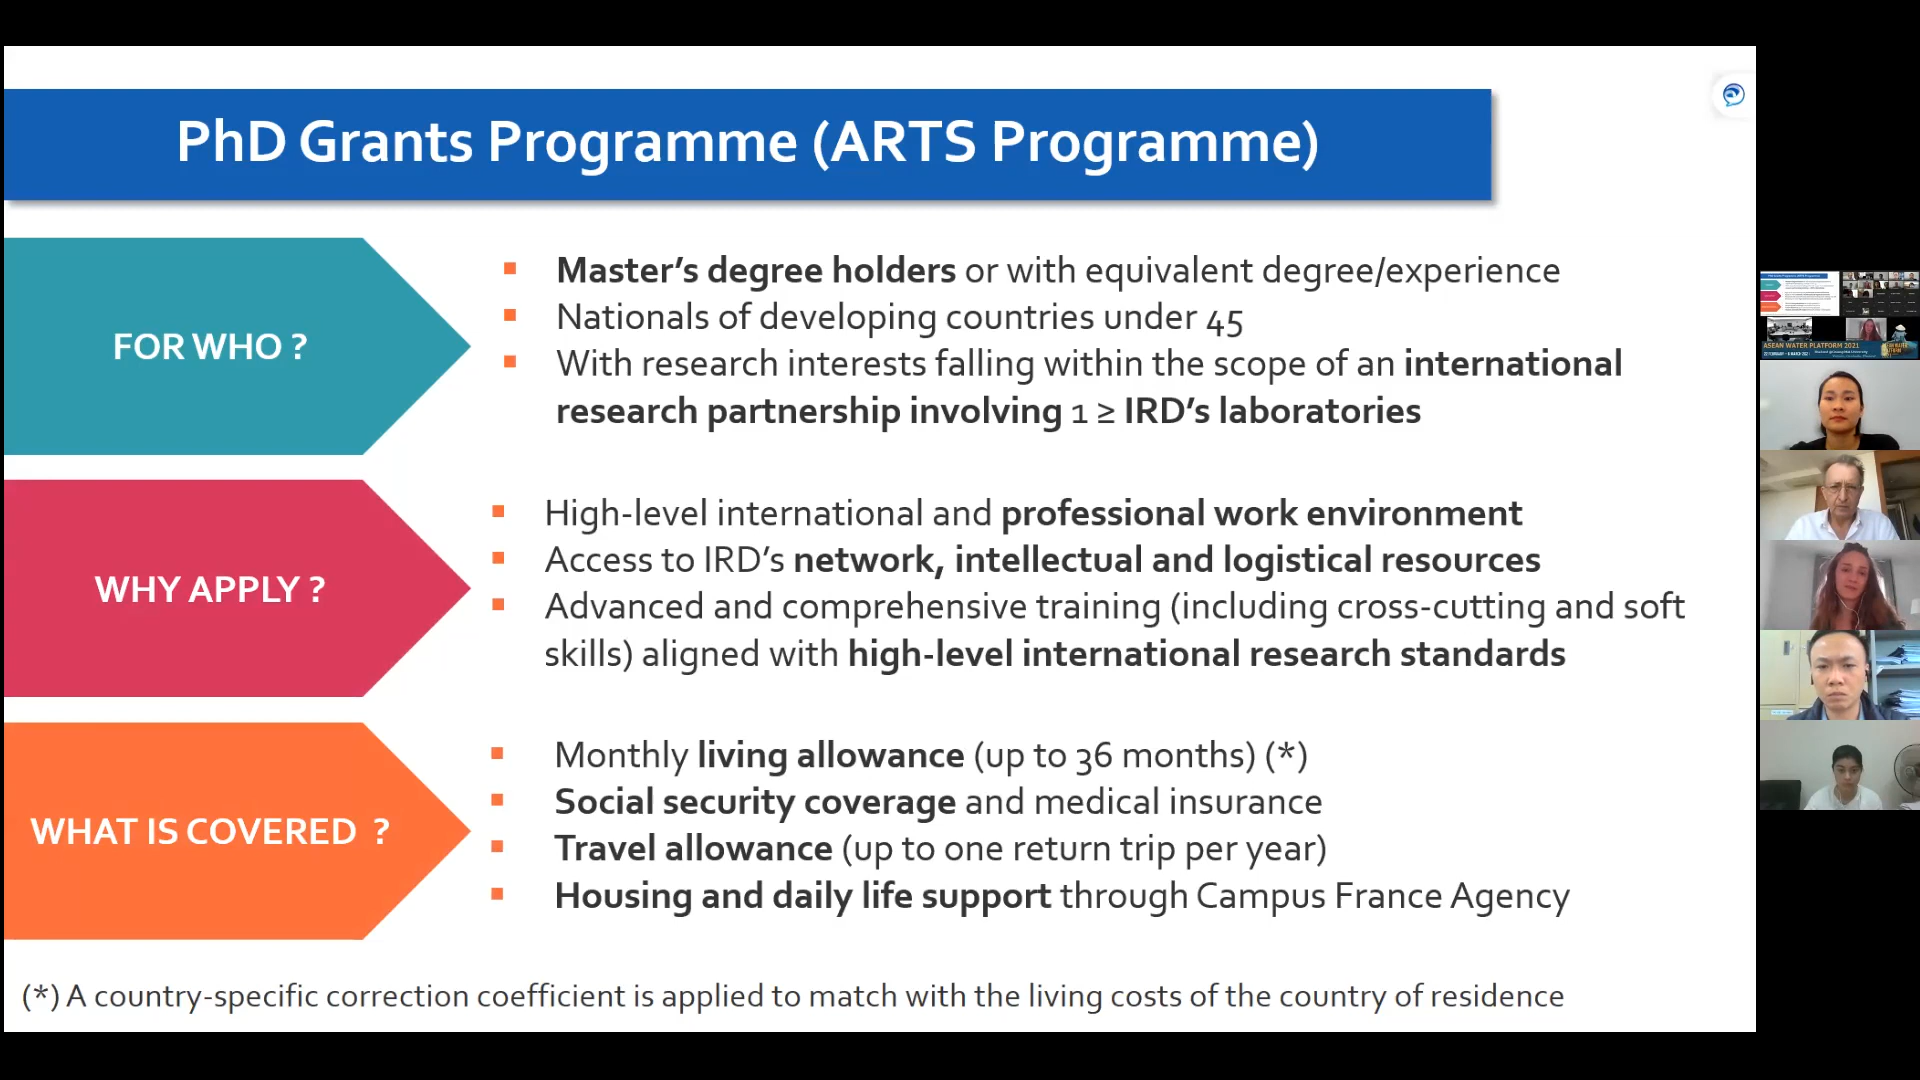 PhD Grants Programme (ARTS Programme)
FOR WHO ?
Master's degree holders or with equivalent degree/experience
Nationals of developing countries under 45
With research interests falling within the scope of an international
research partnership involving 1 ≥ IRD's laboratories
WHY APPLY ?
High-level international and professional work environment
Access to IRD's network, intellectual and logistical resources
Advanced and comprehensive training (including cross-cutting and soft
skills) aligned with high-level international research standards
WHAT IS COVERED ?
Monthly living allowance (up to 36 months) (*)
Social security coverage and medical insurance
Travel allowance (up to one return trip per year)
Housing and daily life support through Campus France Agency
(*) A country-specific correction coefficient is applied to match with the living costs of the country of residence
ASEAN WATER PLATFORM 2021